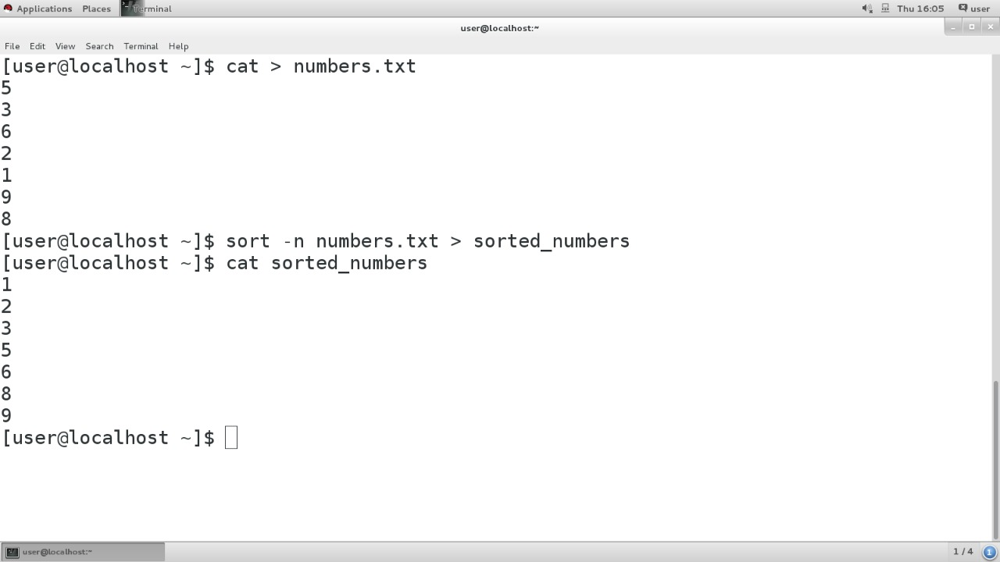 Applications Places Terminal Thu 16:05 user
user@localhost:~
File Edit View Search Terminal Help
[user@localhost ~]$ cat > numbers.txt
5
3
6
2
1
9
8
[user@localhost ~]$ sort -n numbers.txt > sorted_numbers
[user@localhost ~]$ cat sorted_numbers
1
2
3
5
6
8
9
[user@localhost ~]$
user@localhost:~ 1 / 4 1